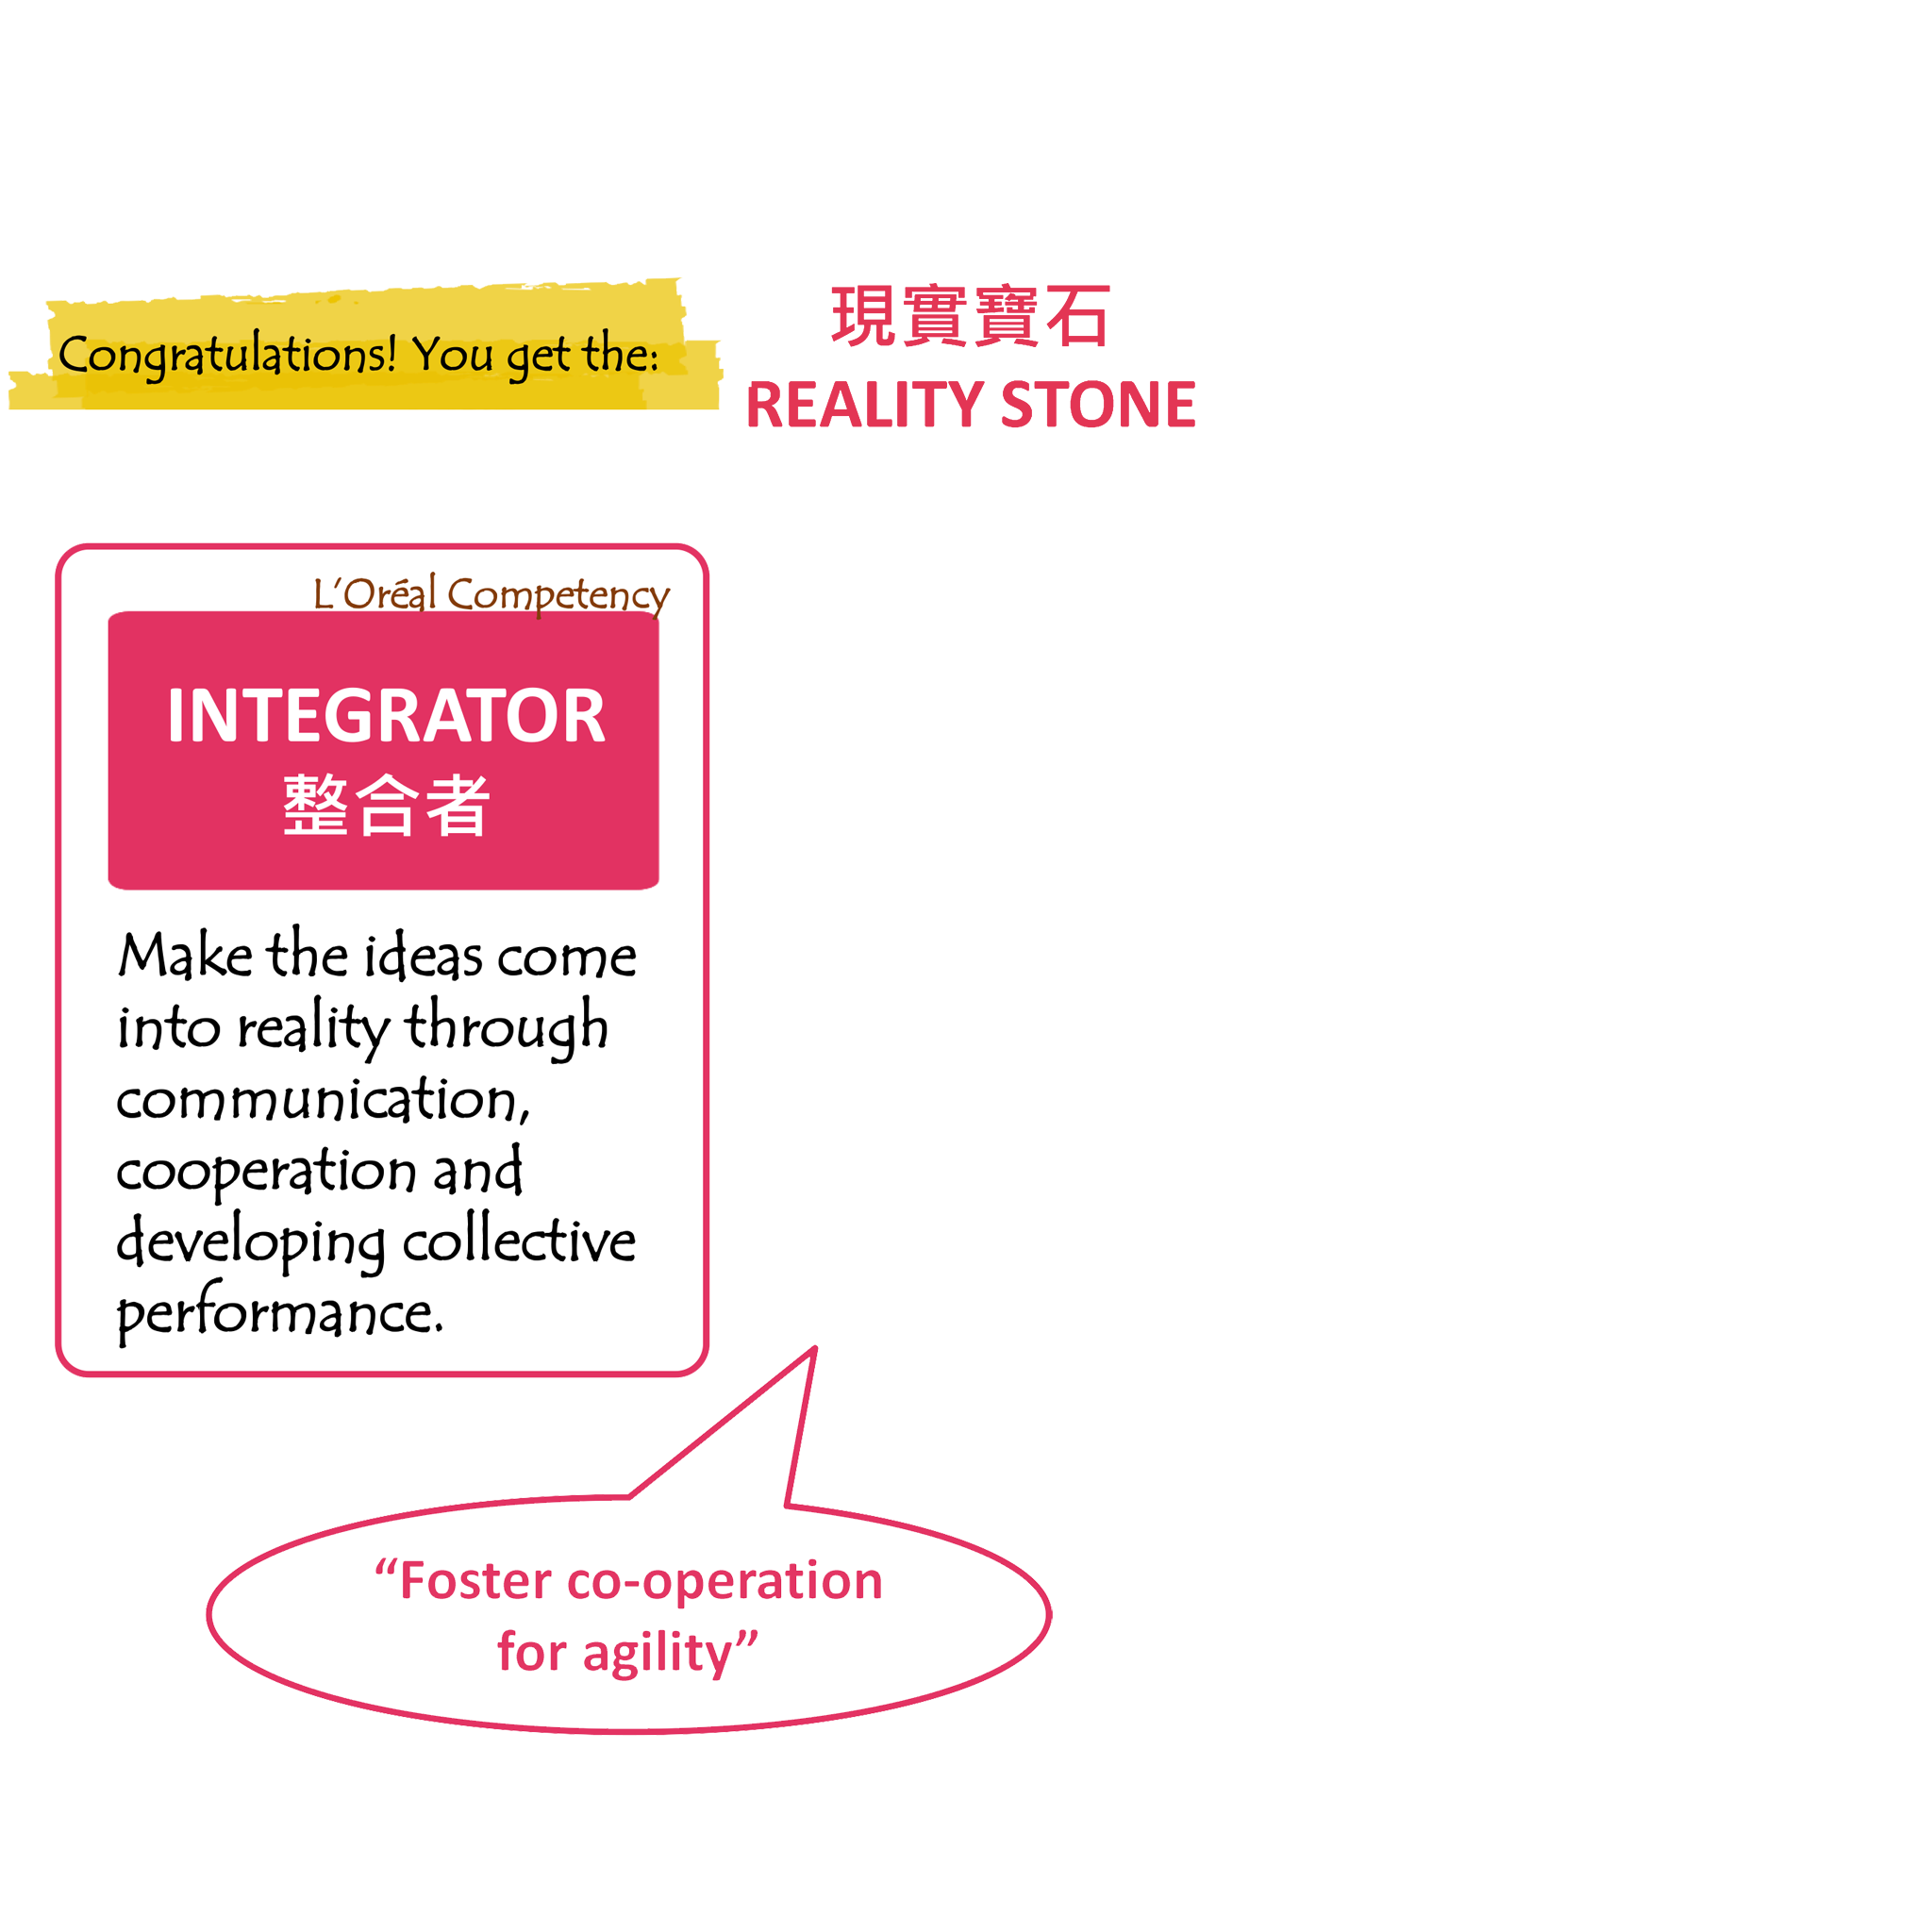 Congratulations! You get the:
現實寶石
REALITY STONE
L'Oréal Competency
INTEGRATOR
整合者
Make the ideas come
into reality through
communication,
cooperation and
developing collective
performance.
“Foster co-operation
for agility”